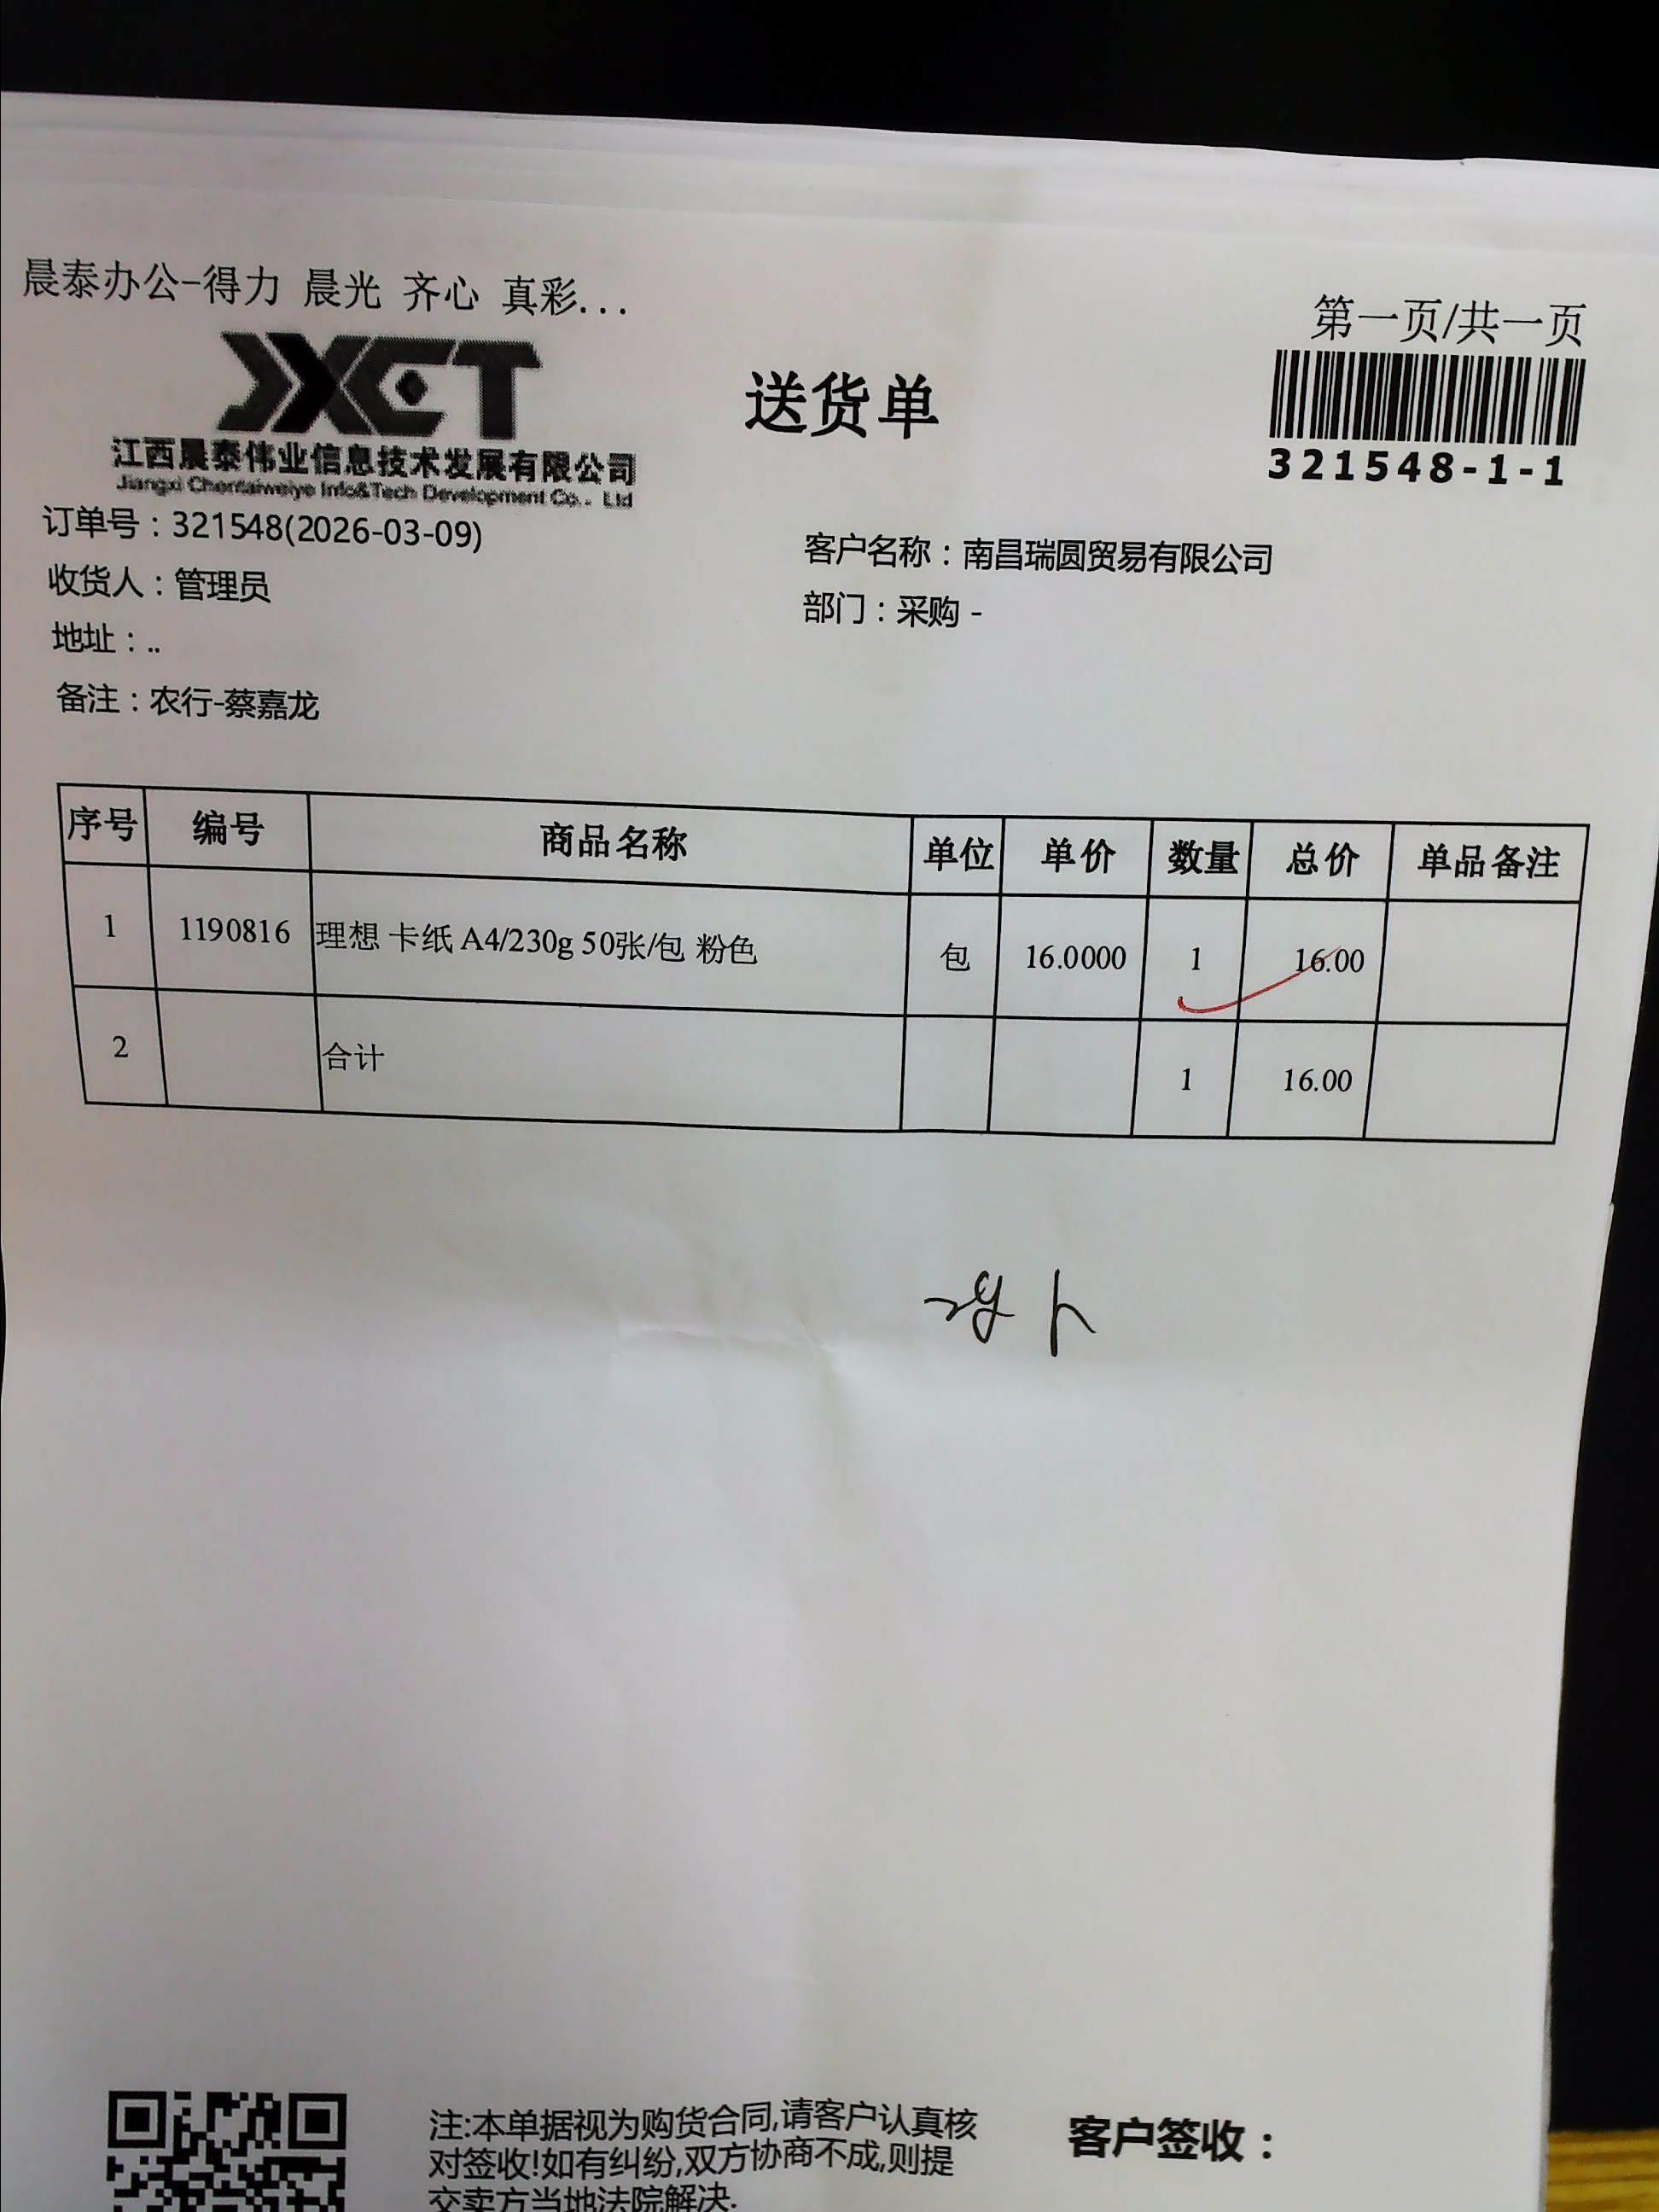 晨泰办公-得力 晨光 齐心 真彩...
第一页/共一页
JXCT
送货单
江西晨泰伟业信息技术发展有限公司
Jiangxi Chentaiweiye Info&Tech Development Co., Ltd
321548-1-1
订单号：321548(2026-03-09)
客户名称：南昌瑞圆贸易有限公司
收货人：管理员
部门：采购 -
地址：..
备注：农行-蔡嘉龙
序号 编号 商品名称 单位 单价 数量 总价 单品备注
1 1190816 理想 卡纸 A4/230g 50张/包 粉色 包 16.0000 1 16.00
2 合计 1 16.00
注:本单据视为购货合同,请客户认真核
对签收!如有纠纷,双方协商不成,则提
交卖方当地法院解决.
客户签收：